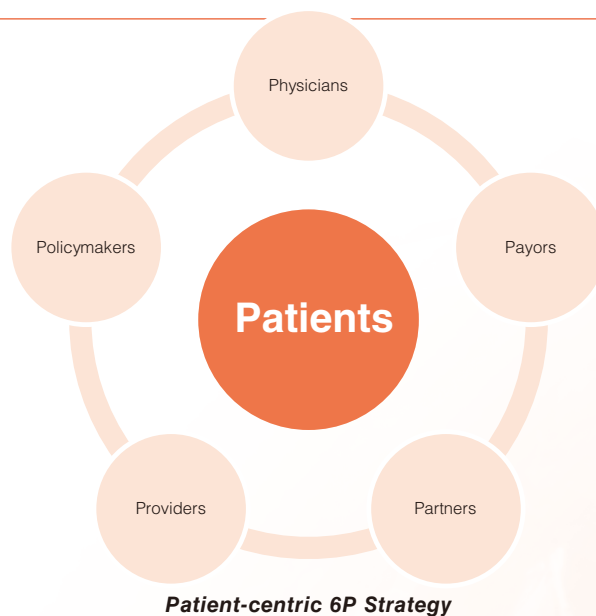 Physicians
Policymakers
Payors
Patients
Providers
Partners
Patient-centric 6P Strategy